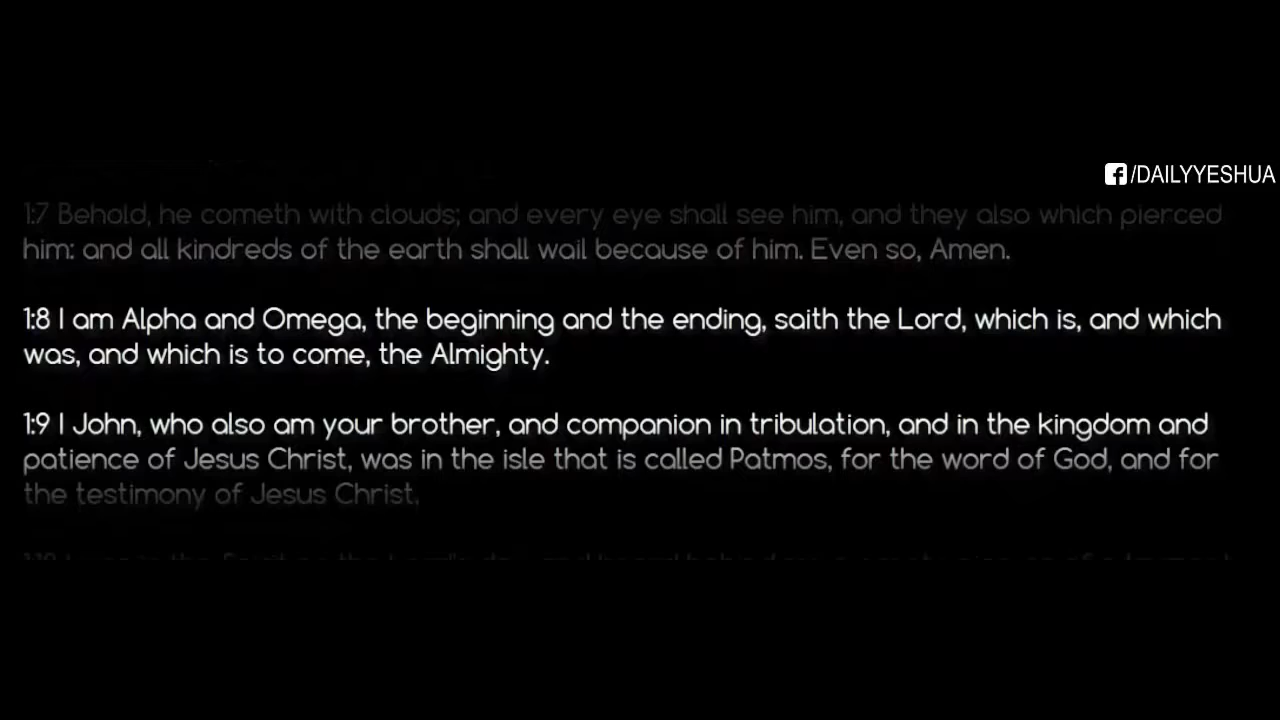 /DAILYYESHUA
1:7 Behold, he cometh with clouds; and every eye shall see him, and they also which pierced
him: and all kindreds of the earth shall wail because of him. Even so, Amen.
1:8 I am Alpha and Omega, the beginning and the ending, saith the Lord, which is, and which
was, and which is to come, the Almighty.
1:9 I John, who also am your brother, and companion in tribulation, and in the kingdom and
patience of Jesus Christ, was in the isle that is called Patmos, for the word of God, and for
the testimony of Jesus Christ.